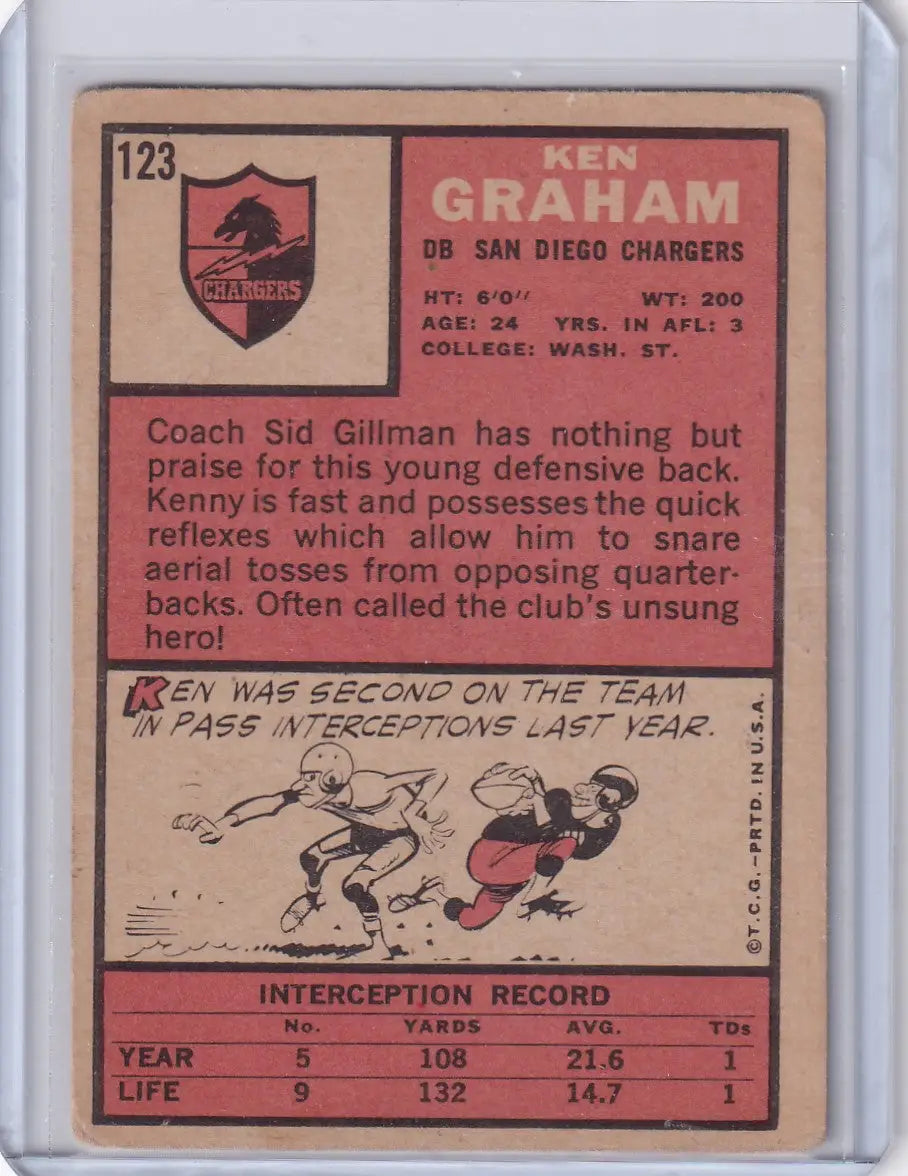 123
CHARGERS
KEN
GRAHAM
DB SAN DIEGO CHARGERS
HT: 6'0" WT: 200
AGE: 24 YRS. IN AFL: 3
COLLEGE: WASH. ST.
Coach Sid Gillman has nothing but
praise for this young defensive back.
Kenny is fast and possesses the quick
reflexes which allow him to snare
aerial tosses from opposing quarter-
backs. Often called the club's unsung
hero!
KEN WAS SECOND ON THE TEAM
IN PASS INTERCEPTIONS LAST YEAR.
©T.C.G.–PRTD. IN U.S.A.
INTERCEPTION RECORD
No. YARDS AVG. TDs
YEAR 5 108 21.6 1
LIFE 9 132 14.7 1